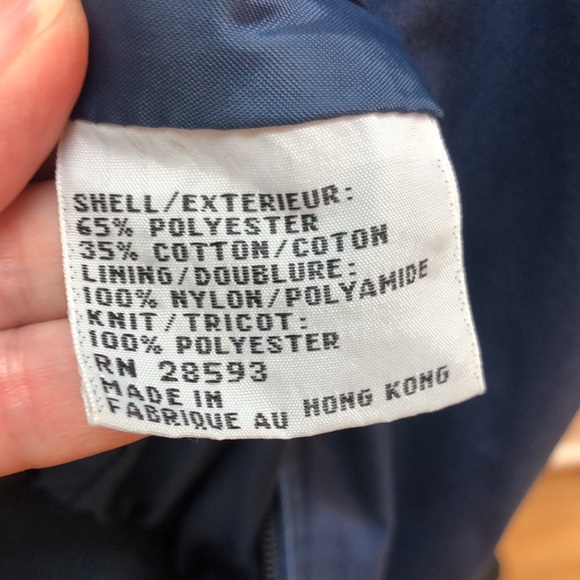 SHELL/EXTERIEUR:
65% POLYESTER
35% COTTON/COTON
LINING/DOUBLURE:
100% NYLON/POLYAMIDE
KNIT/TRICOT:
100% POLYESTER
RN 28593
MADE IN
FABRIQUE AU HONG KONG